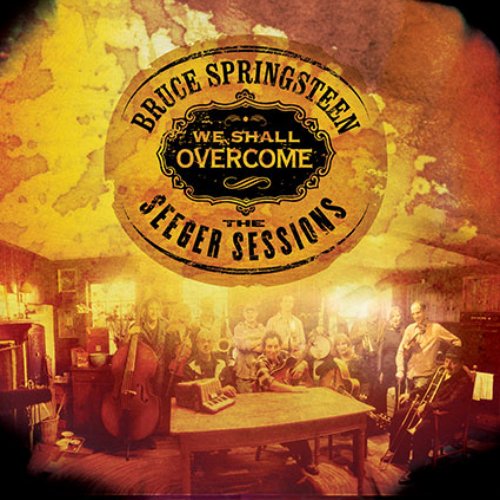 BRUCE SPRINGSTEEN
WE SHALL
OVERCOME
THE
SEEGER SESSIONS